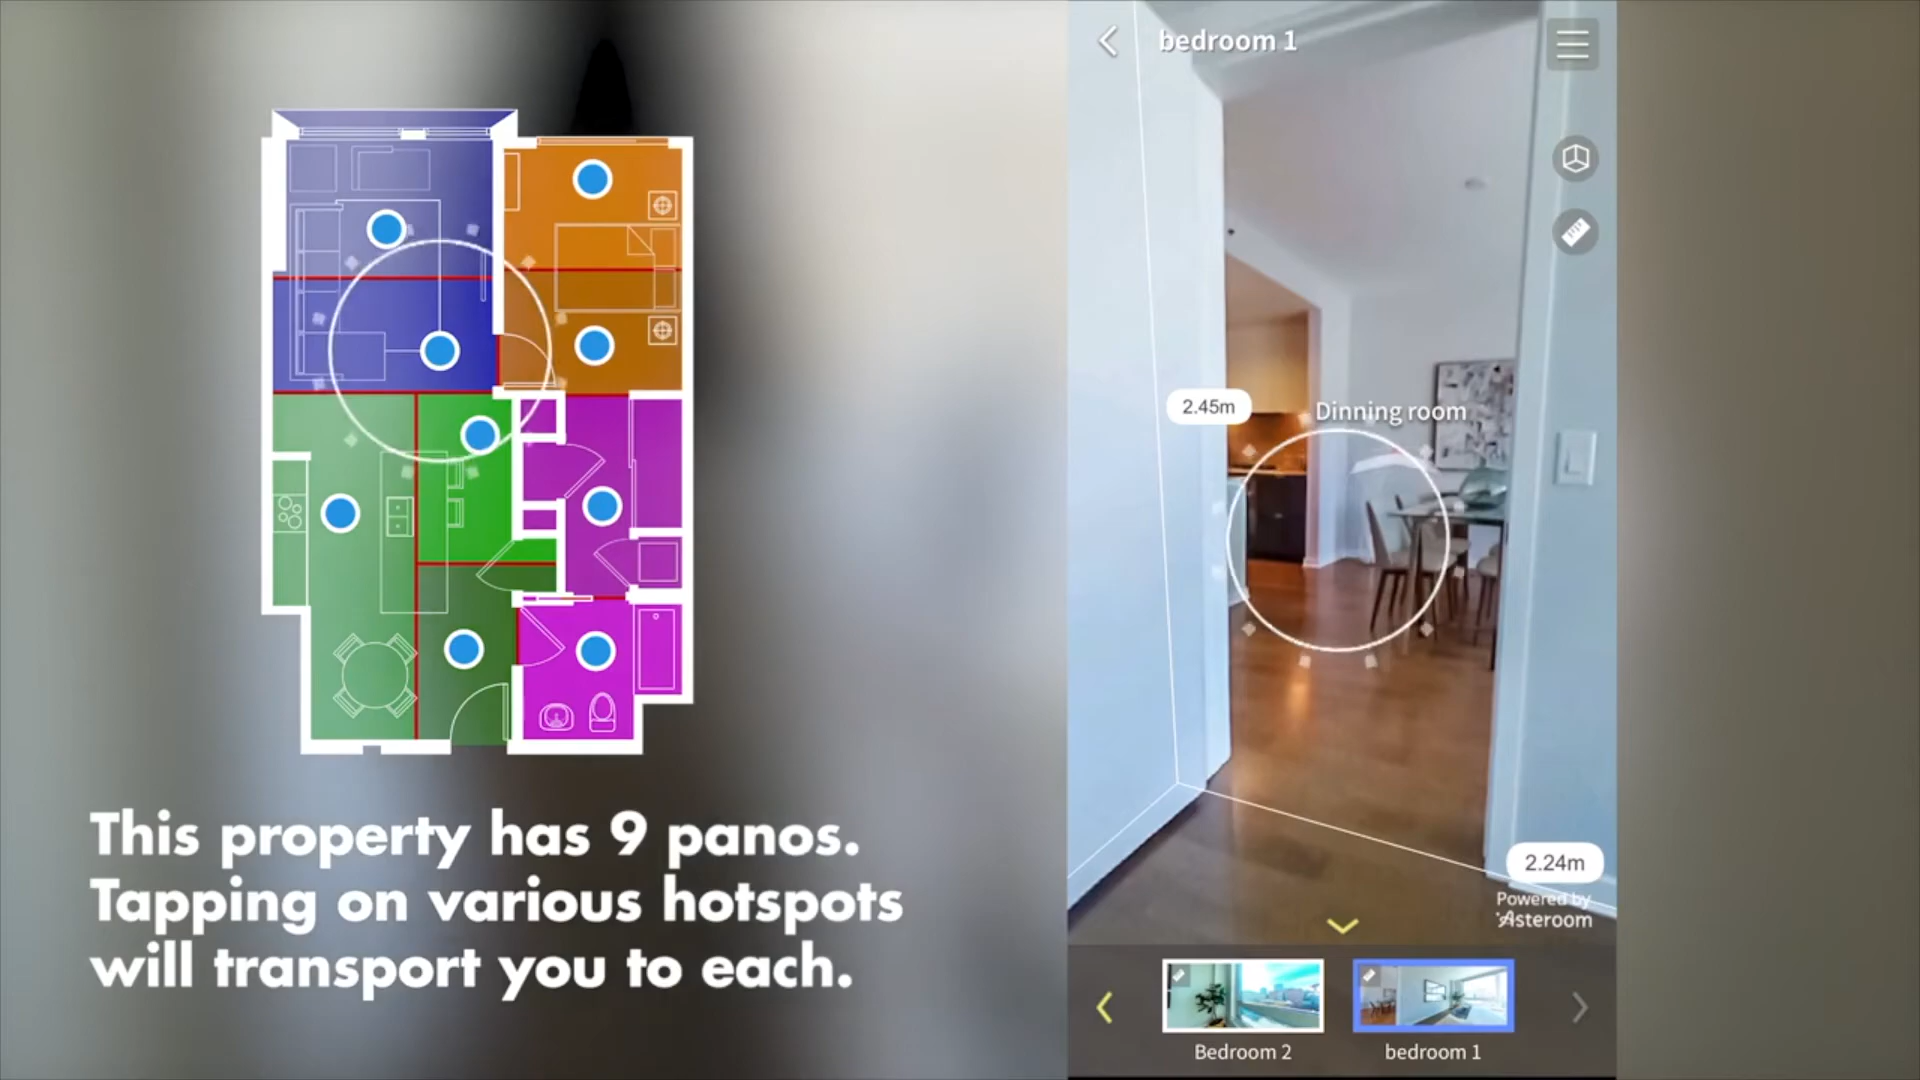 This property has 9 panos.
Tapping on various hotspots
will transport you to each.
bedroom 1
2.45m
Dinning room
2.24m
Powered by
Asteroom
Bedroom 2
bedroom 1